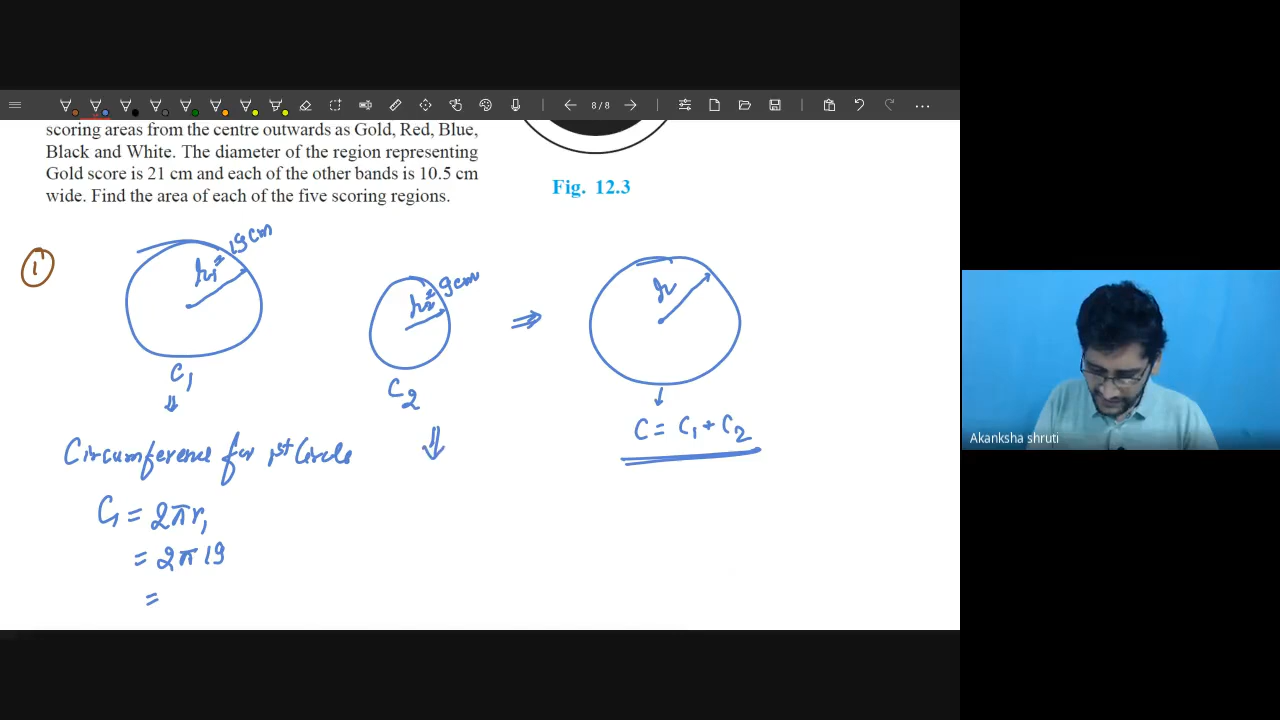 8 / 8
scoring areas from the centre outwards as Gold, Red, Blue,
Black and White. The diameter of the region representing
Gold score is 21 cm and each of the other bands is 10.5 cm
wide. Find the area of each of the five scoring regions.
Fig. 12.3
1
r1 = 19cm
r2 = 9cm
⇒
r
C1
C2
C = C1 + C2
Circumference for 1st Circle
C1 = 2πr1
= 2π19
=
Akanksha shruti